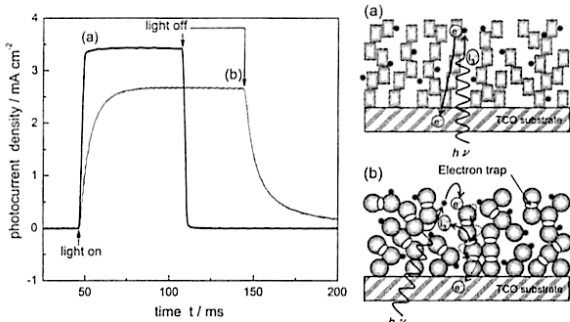 photocurrent density / mA cm⁻²
4
3
2
1
0
-1
(a)
light off
(b)
light on
50
100
150
200
time t / ms
(a)
e⁻
e⁻
TCO substrate
hν
(b)
Electron trap
e⁻
e⁻
TCO substrate
hν